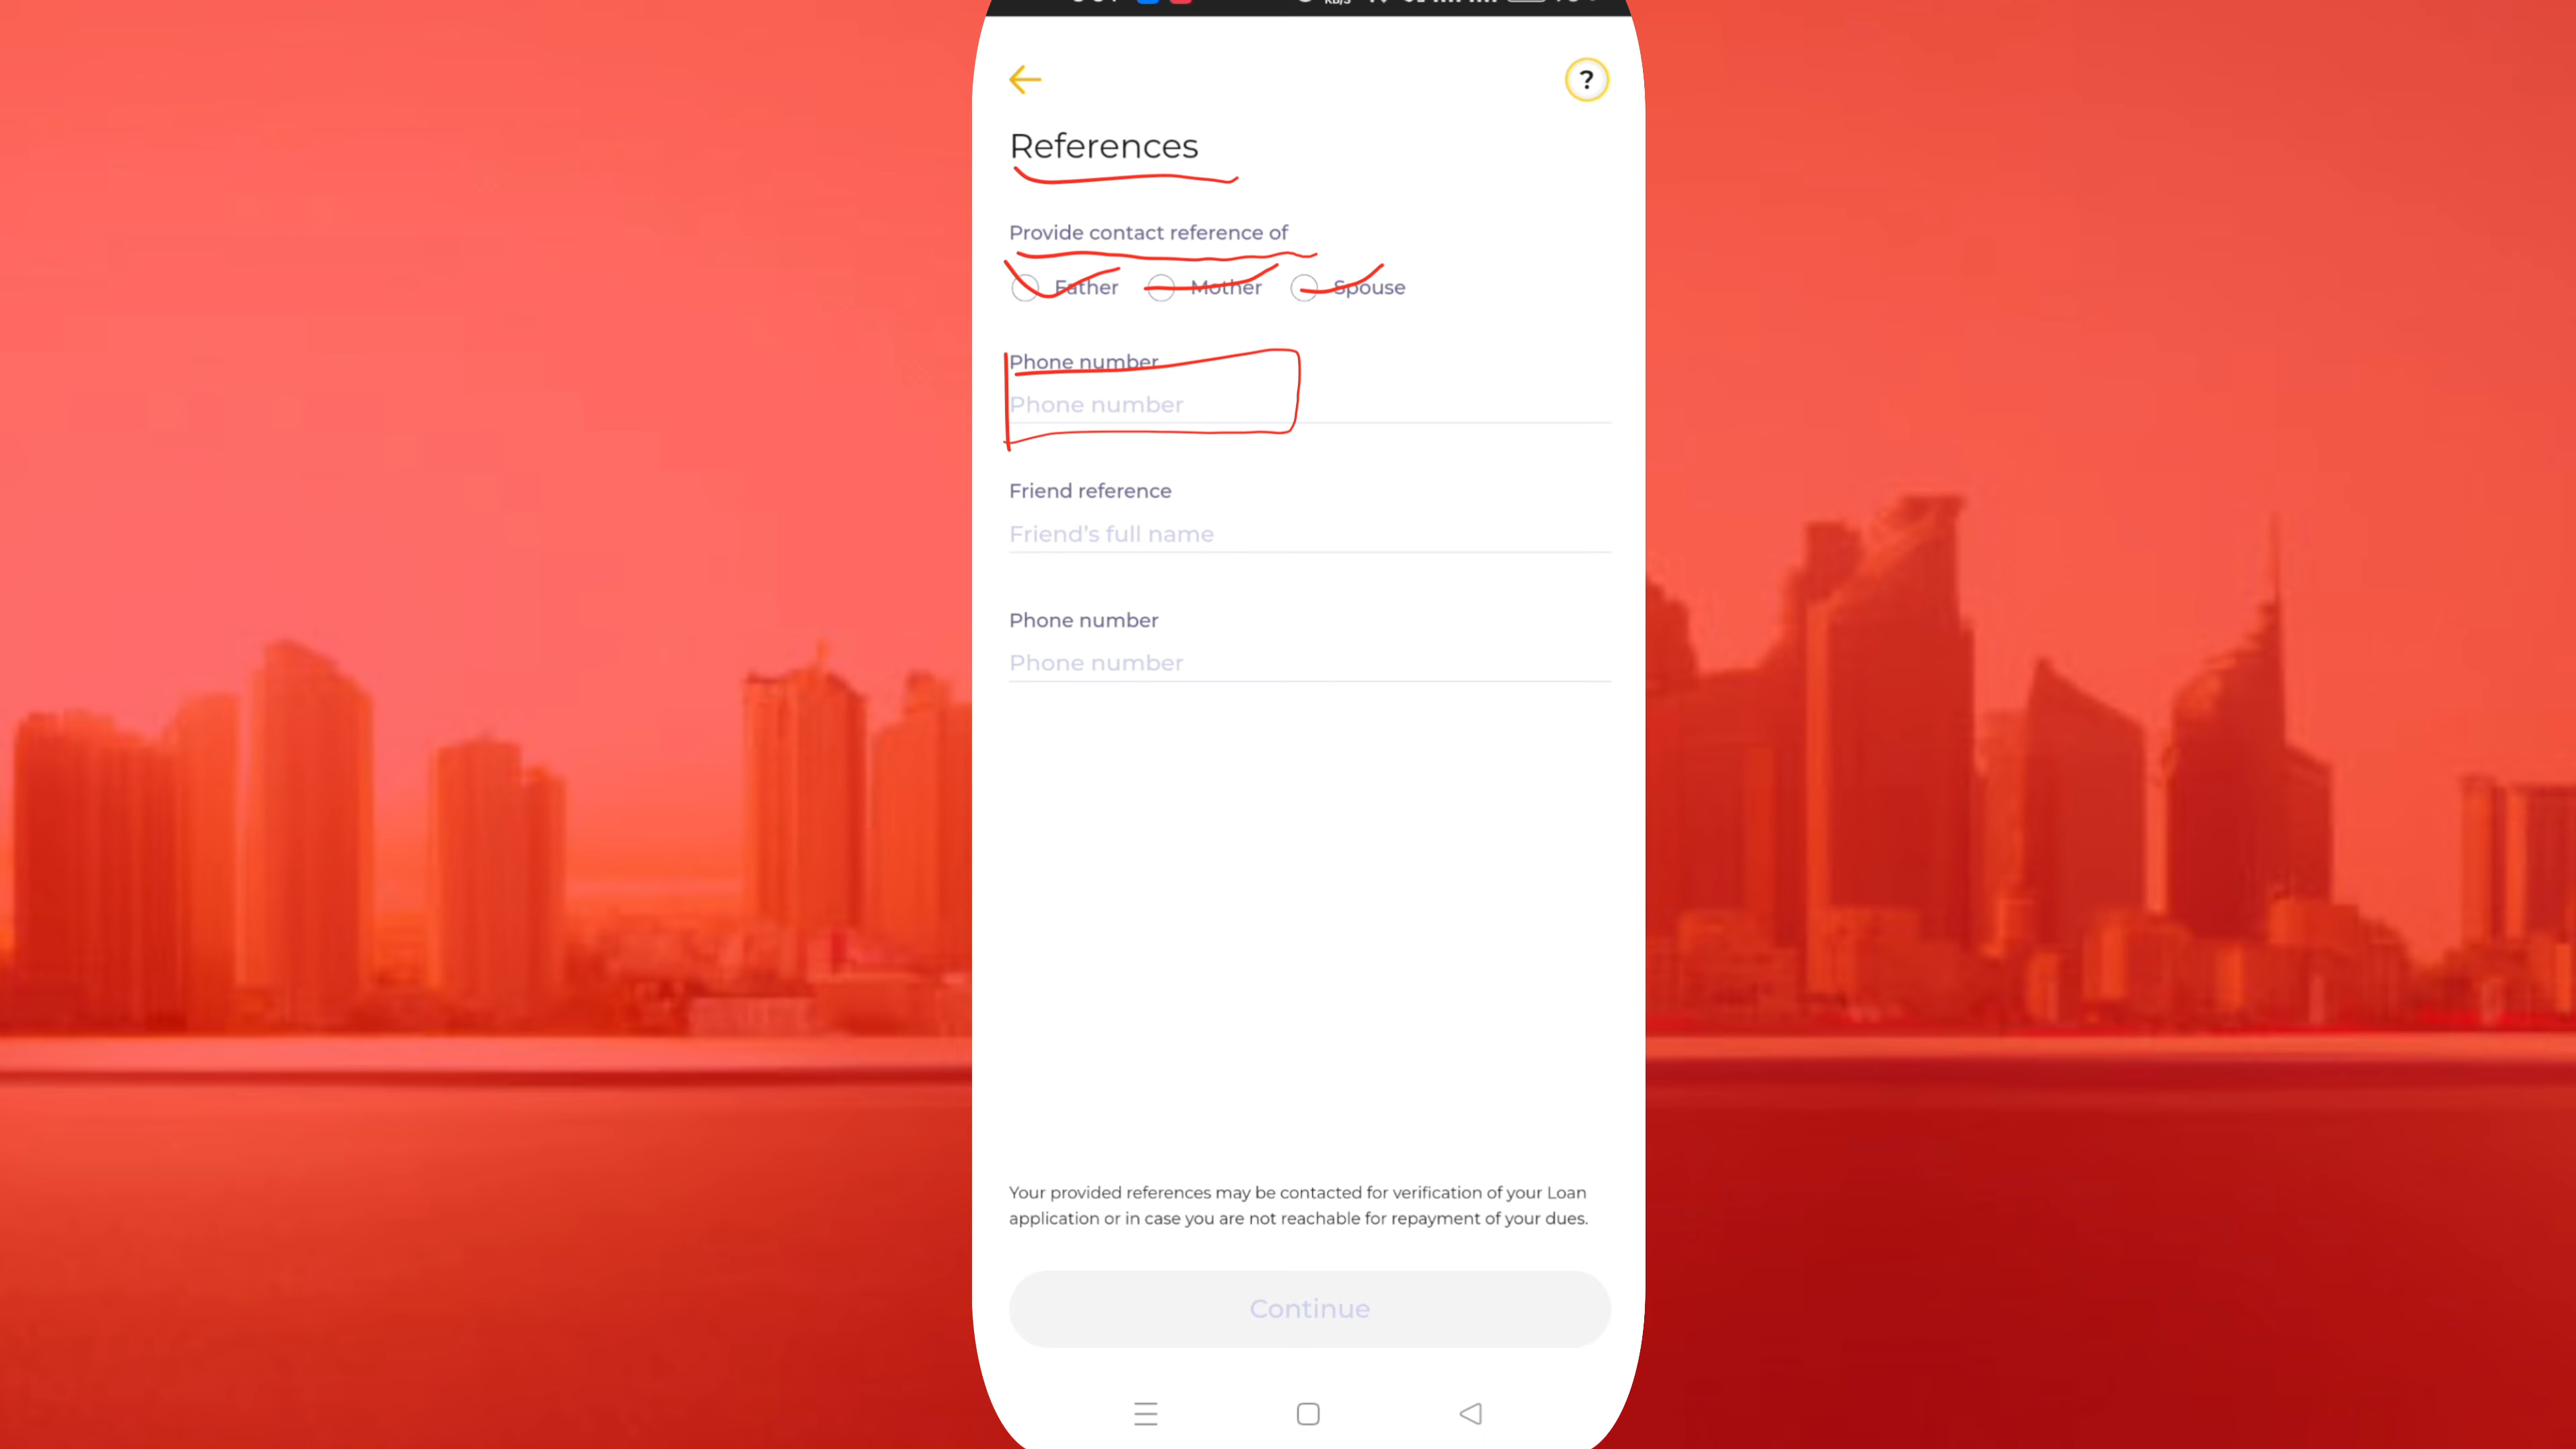 ?
References
Provide contact reference of
Father Mother Spouse
Phone number
Phone number
Friend reference
Friend's full name
Phone number
Phone number
Your provided references may be contacted for verification of your Loan
application or in case you are not reachable for repayment of your dues.
Continue